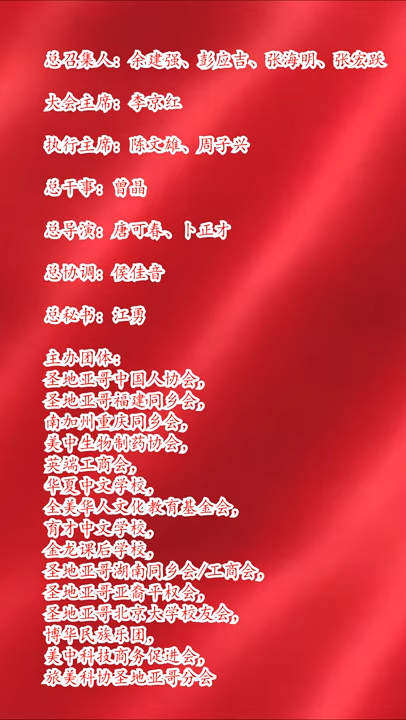 总召集人：余建强、彭应吉、张海明、张宏跃
大会主席：李京红
执行主席：陈文雄、周子兴
总干事：曾晶
总导演：唐可春、卜正才
总协调：侯佳音
总秘书：江勇
主办团体：
圣地亚哥中国人协会，
圣地亚哥福建同乡会，
南加州重庆同乡会，
美中生物制药协会，
英端工商会，
华夏中文学校，
全美华人文化教育基金会，
育才中文学校，
金龙课后学校，
圣地亚哥湖南同乡会/工商会，
圣地亚哥亚裔平权会，
圣地亚哥北京大学校友会，
博华民族乐团，
美中科技商务促进会，
旅美科协圣地亚哥分会